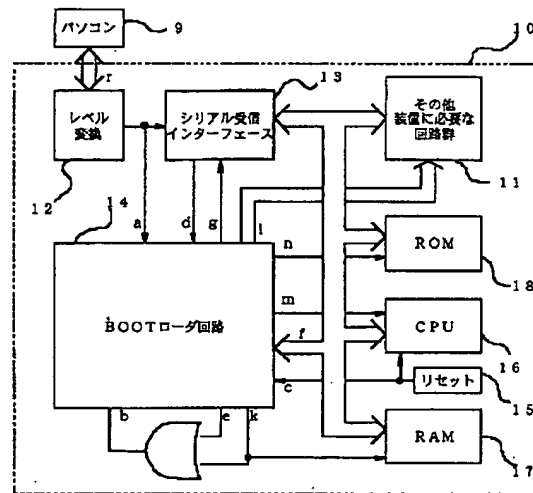 パソコン
9
10
r
レベル
変換
12
シリアル受信
インターフェース
13
その他
装置に必要な
回路群
11
14
a
d
g
l
n
m
f
c
BOOTローダ回路
b
e
k
ROM
18
CPU
16
リセット
15
RAM
17